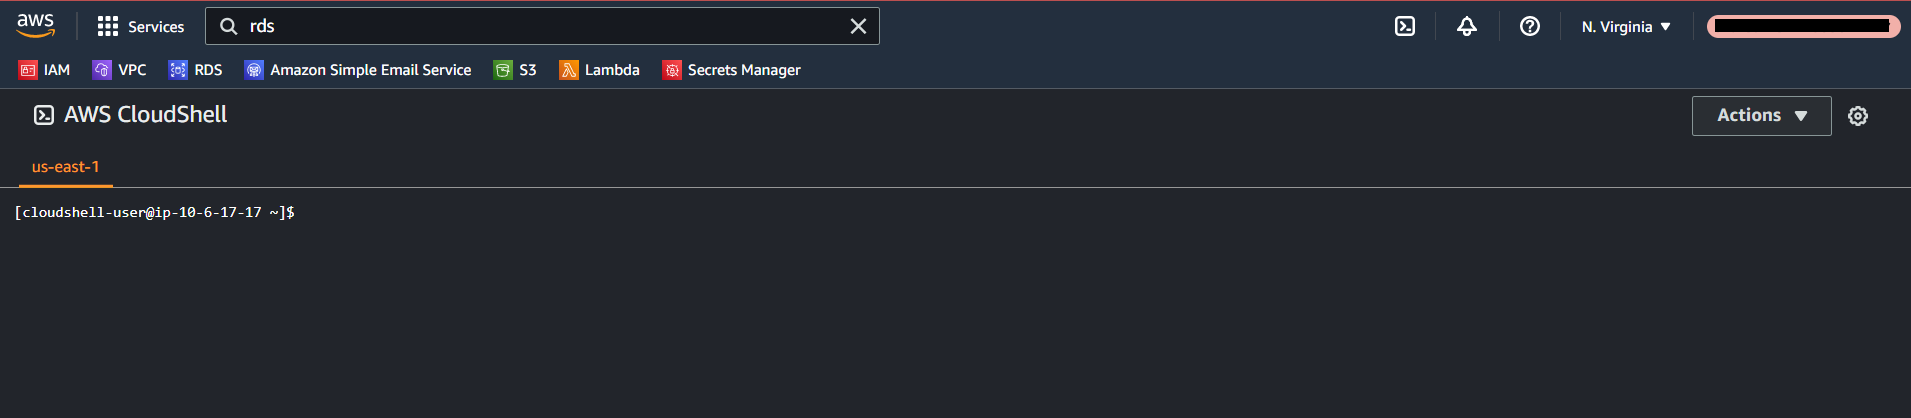 aws Services rds N. Virginia
IAM VPC RDS Amazon Simple Email Service S3 Lambda Secrets Manager
AWS CloudShell Actions
us-east-1
[cloudshell-user@ip-10-6-17-17 ~]$